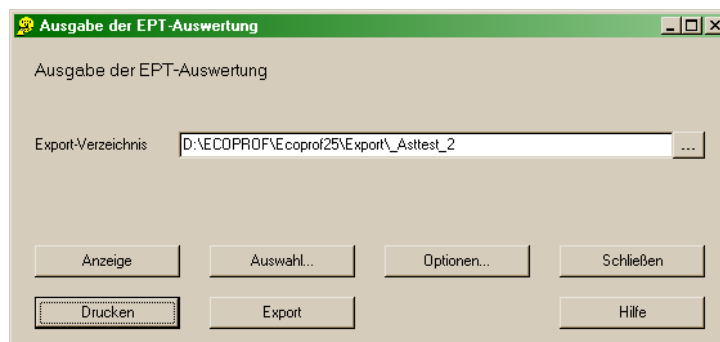 Ausgabe der EPT-Auswertung
Ausgabe der EPT-Auswertung
Export-Verzeichnis D:\ECOPROF\Ecoprof25\Export\_Asttest_2 ...
Anzeige Auswahl... Optionen... Schließen
Drucken Export Hilfe